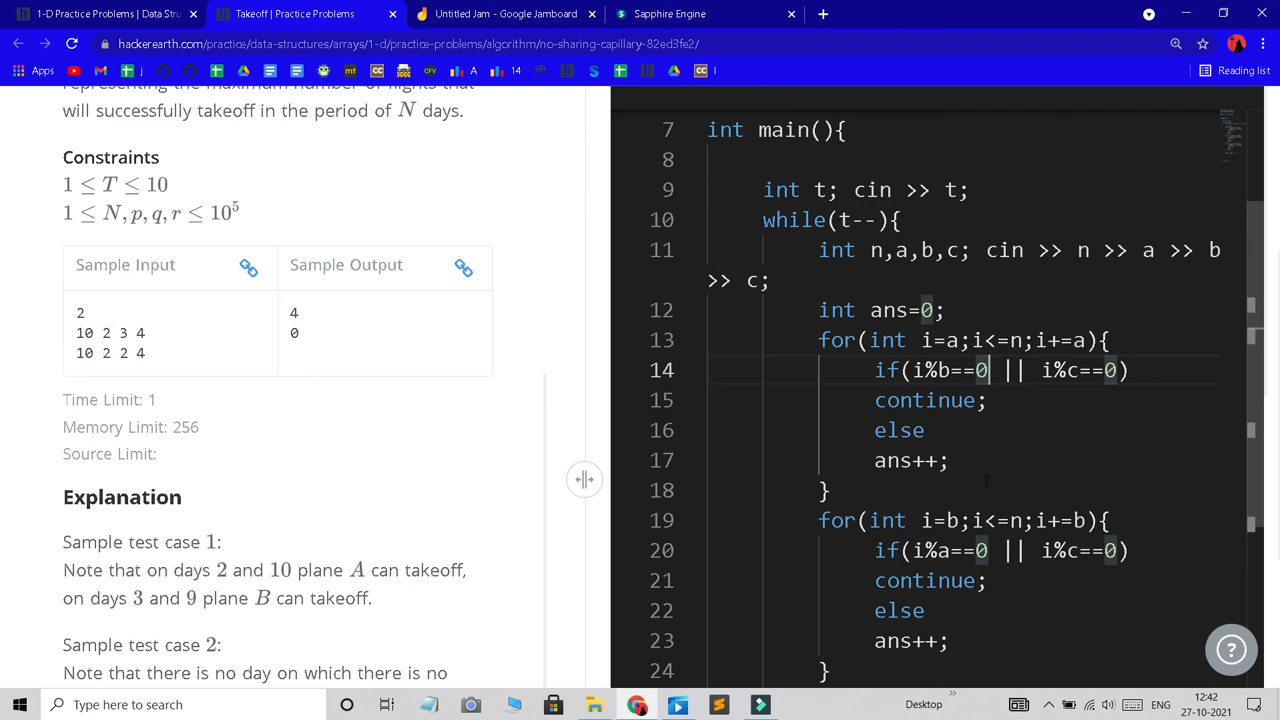 1-D Practice Problems | Data Stru
Takeoff | Practice Problems
Untitled Jam - Google Jamboard
Sapphire Engine
hackerearth.com/practice/data-structures/arrays/1-d/practice-problems/algorithm/no-sharing-capillary-82ed3fe2/
Apps
j
A
14
I
Reading list
will successfully takeoff in the period of N days.
Constraints
1 ≤ T ≤ 10
1 ≤ N, p, q, r ≤ 10^5
Sample Input
Sample Output
2
10 2 3 4
10 2 2 4
4
0
Time Limit: 1
Memory Limit: 256
Source Limit:
Explanation
Sample test case 1:
Note that on days 2 and 10 plane A can takeoff,
on days 3 and 9 plane B can takeoff.
Sample test case 2:
Note that there is no day on which there is no
7 int main(){
8
9 int t; cin >> t;
10 while(t--){
11 int n,a,b,c; cin >> n >> a >> b
>> c;
12 int ans=0;
13 for(int i=a;i<=n;i+=a){
14 if(i%b==0 || i%c==0)
15 continue;
16 else
17 ans++;
18 }
19 for(int i=b;i<=n;i+=b){
20 if(i%a==0 || i%c==0)
21 continue;
22 else
23 ans++;
24 }
Type here to search
Desktop
ENG
12:42
27-10-2021